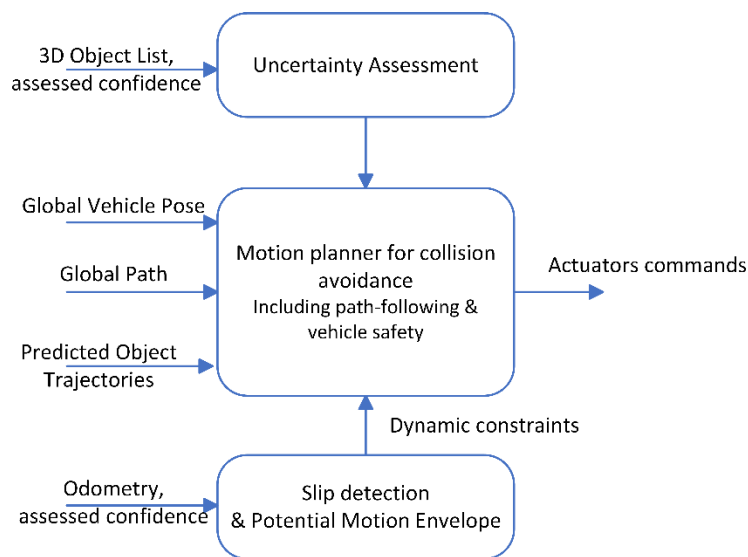 3D Object List,
assessed confidence
Uncertainty Assessment
Global Vehicle Pose
Global Path
Predicted Object
Trajectories
Motion planner for collision
avoidance
Including path-following &
vehicle safety
Actuators commands
Dynamic constraints
Odometry,
assessed confidence
Slip detection
& Potential Motion Envelope